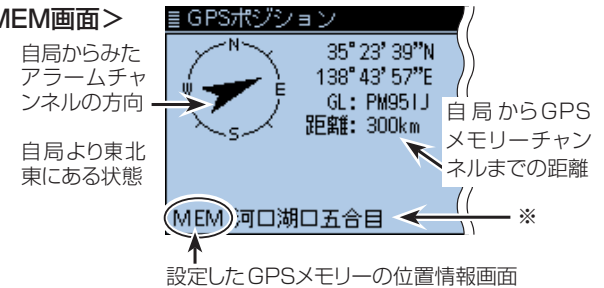 MEM画面＞
≣ GPSポジション
自局からみた
アラームチャ
ンネルの方向
自局より東北
東にある状態
N
W
E
S
35°23'39"N
138°43'57"E
GL: PM95IJ
距離: 300km
自局からGPS
メモリーチャン
ネルまでの距離
MEM 河口湖口五合目
※
設定したGPSメモリーの位置情報画面